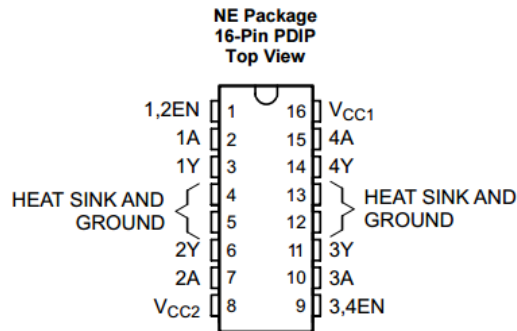 NE Package
16-Pin PDIP
Top View
1,2EN 1 16 VCC1
1A 2 15 4A
1Y 3 14 4Y
HEAT SINK AND GROUND 4 13 HEAT SINK AND GROUND
5 12
2Y 6 11 3Y
2A 7 10 3A
VCC2 8 9 3,4EN